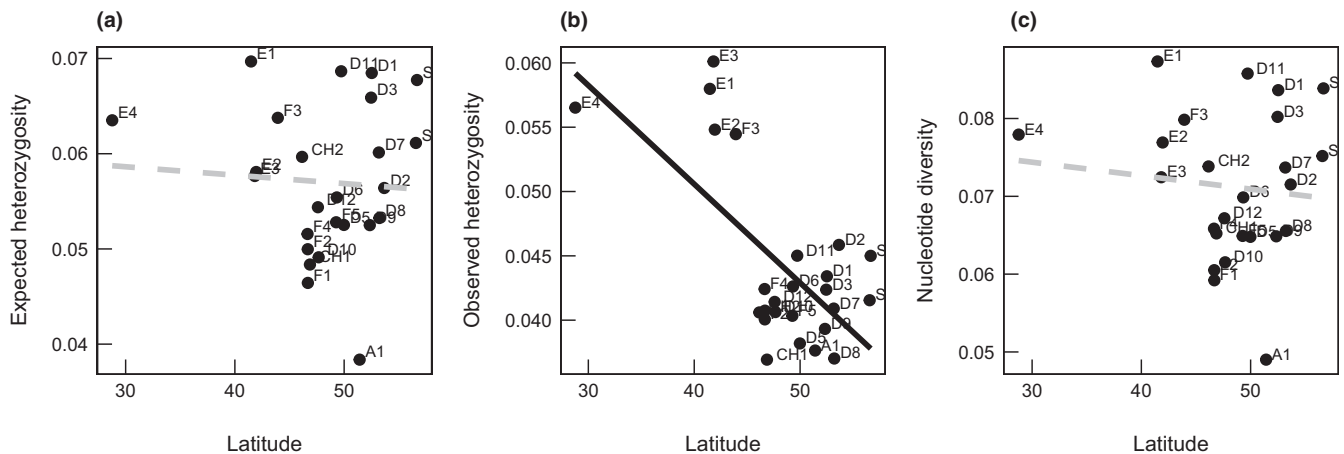 (a)
Expected heterozygosity
0.07
0.06
0.05
0.04
E1
D11
D1
S
D3
E4
F3
D7
S
CH2
E2
E3
D2
D6
D12
D8
F5
D5
9
F4
F2
D10
CH1
F1
A1
30
40
50
Latitude
(b)
Observed heterozygosity
0.060
0.055
0.050
0.045
0.040
E3
E1
E4
E2
F3
D2
D11
S
D1
D6
D3
F4
D12
S
D7
D9
D5
A1
CH1
D8
30
40
50
Latitude
(c)
Nucleotide diversity
0.08
0.07
0.06
0.05
E1
D11
D1
S
D3
F3
E4
E2
S
CH2
D7
E3
D2
D6
D12
D8
D10
F2
F1
A1
30
40
50
Latitude